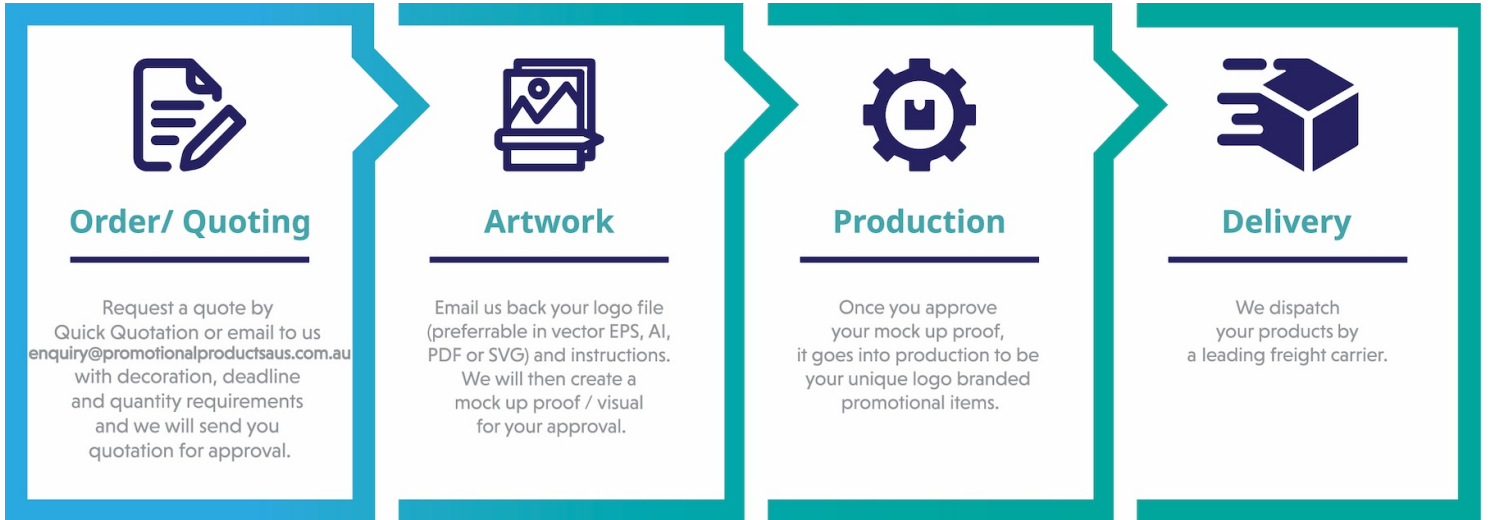 Order/ Quoting
Request a quote by
Quick Quotation or email to us
enquiry@promotionalproductsaus.com.au
with decoration, deadline
and quantity requirements
and we will send you
quotation for approval.
Artwork
Email us back your logo file
(preferrable in vector EPS, AI,
PDF or SVG) and instructions.
We will then create a
mock up proof / visual
for your approval.
Production
Once you approve
your mock up proof,
it goes into production to be
your unique logo branded
promotional items.
Delivery
We dispatch
your products by
a leading freight carrier.